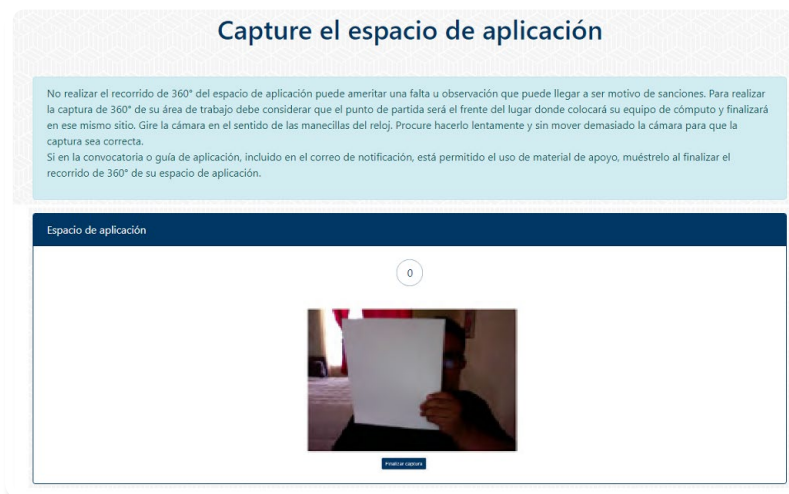 Capture el espacio de aplicación
No realizar el recorrido de 360° del espacio de aplicación puede ameritar una falta u observación que puede llegar a ser motivo de sanciones. Para realizar
la captura de 360° de su área de trabajo debe considerar que el punto de partida será el frente del lugar donde colocará su equipo de cómputo y finalizará
en ese mismo sitio. Gire la cámara en el sentido de las manecillas del reloj. Procure hacerlo lentamente y sin mover demasiado la cámara para que la
captura sea correcta.
Si en la convocatoria o guía de aplicación, incluido en el correo de notificación, está permitido el uso de material de apoyo, muéstrelo al finalizar el
recorrido de 360° de su espacio de aplicación.
Espacio de aplicación
0
Finalizar captura